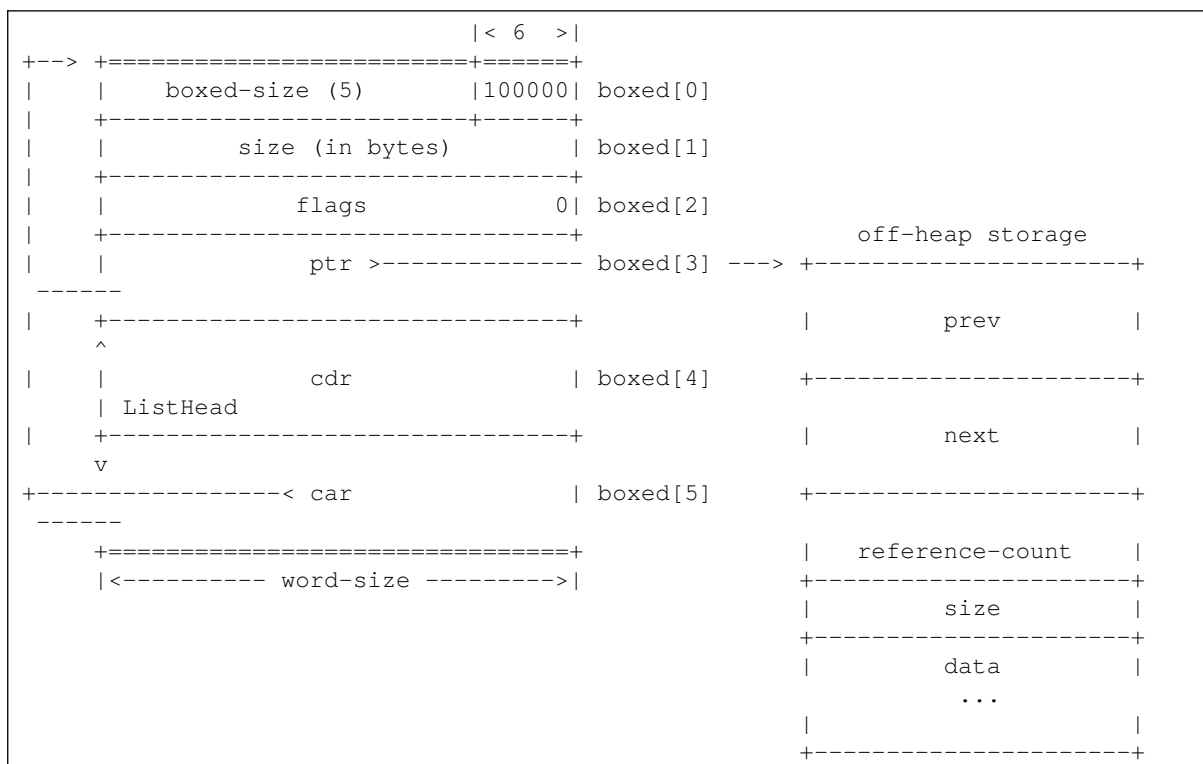 |< 6  >|
+--> +=========================+======+
|    |    boxed-size (5)       |100000| boxed[0]
|    +-------------------------+------+
|    |         size (in bytes)        | boxed[1]
|    +--------------------------------+
|    |             flags             0| boxed[2]
|    +--------------------------------+                   off-heap storage
|    |              ptr >-------------- boxed[3] ---> +----------------------+
 ------
|    +--------------------------------+               |         prev         |
     ^
|    |              cdr               | boxed[4]      +----------------------+
     | ListHead
|    +--------------------------------+               |         next         |
     v
+-----------------< car               | boxed[5]      +----------------------+
 ------
     +================================+               |   reference-count    |
     |<---------- word-size --------->|               +----------------------+
                                                      |         size         |
                                                      +----------------------+
                                                      |         data         |
                                                                 ...
                                                      |                      |
                                                      +----------------------+